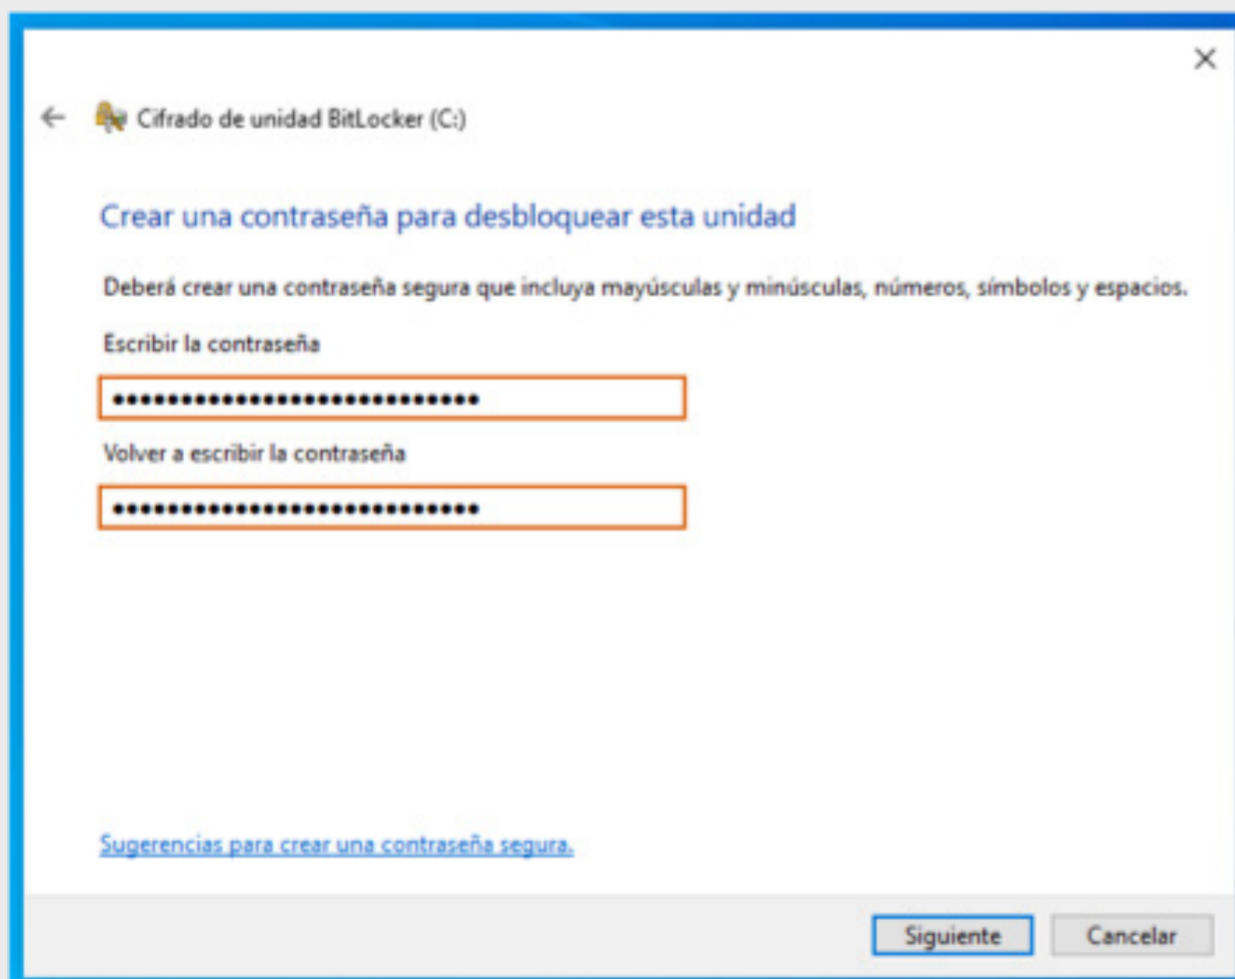 Cifrado de unidad BitLocker (C:)
Crear una contraseña para desbloquear esta unidad
Deberá crear una contraseña segura que incluya mayúsculas y minúsculas, números, símbolos y espacios.
Escribir la contraseña
•••••••••••••••••••••••••••
Volver a escribir la contraseña
•••••••••••••••••••••••••••
Sugerencias para crear una contraseña segura.
Siguiente Cancelar